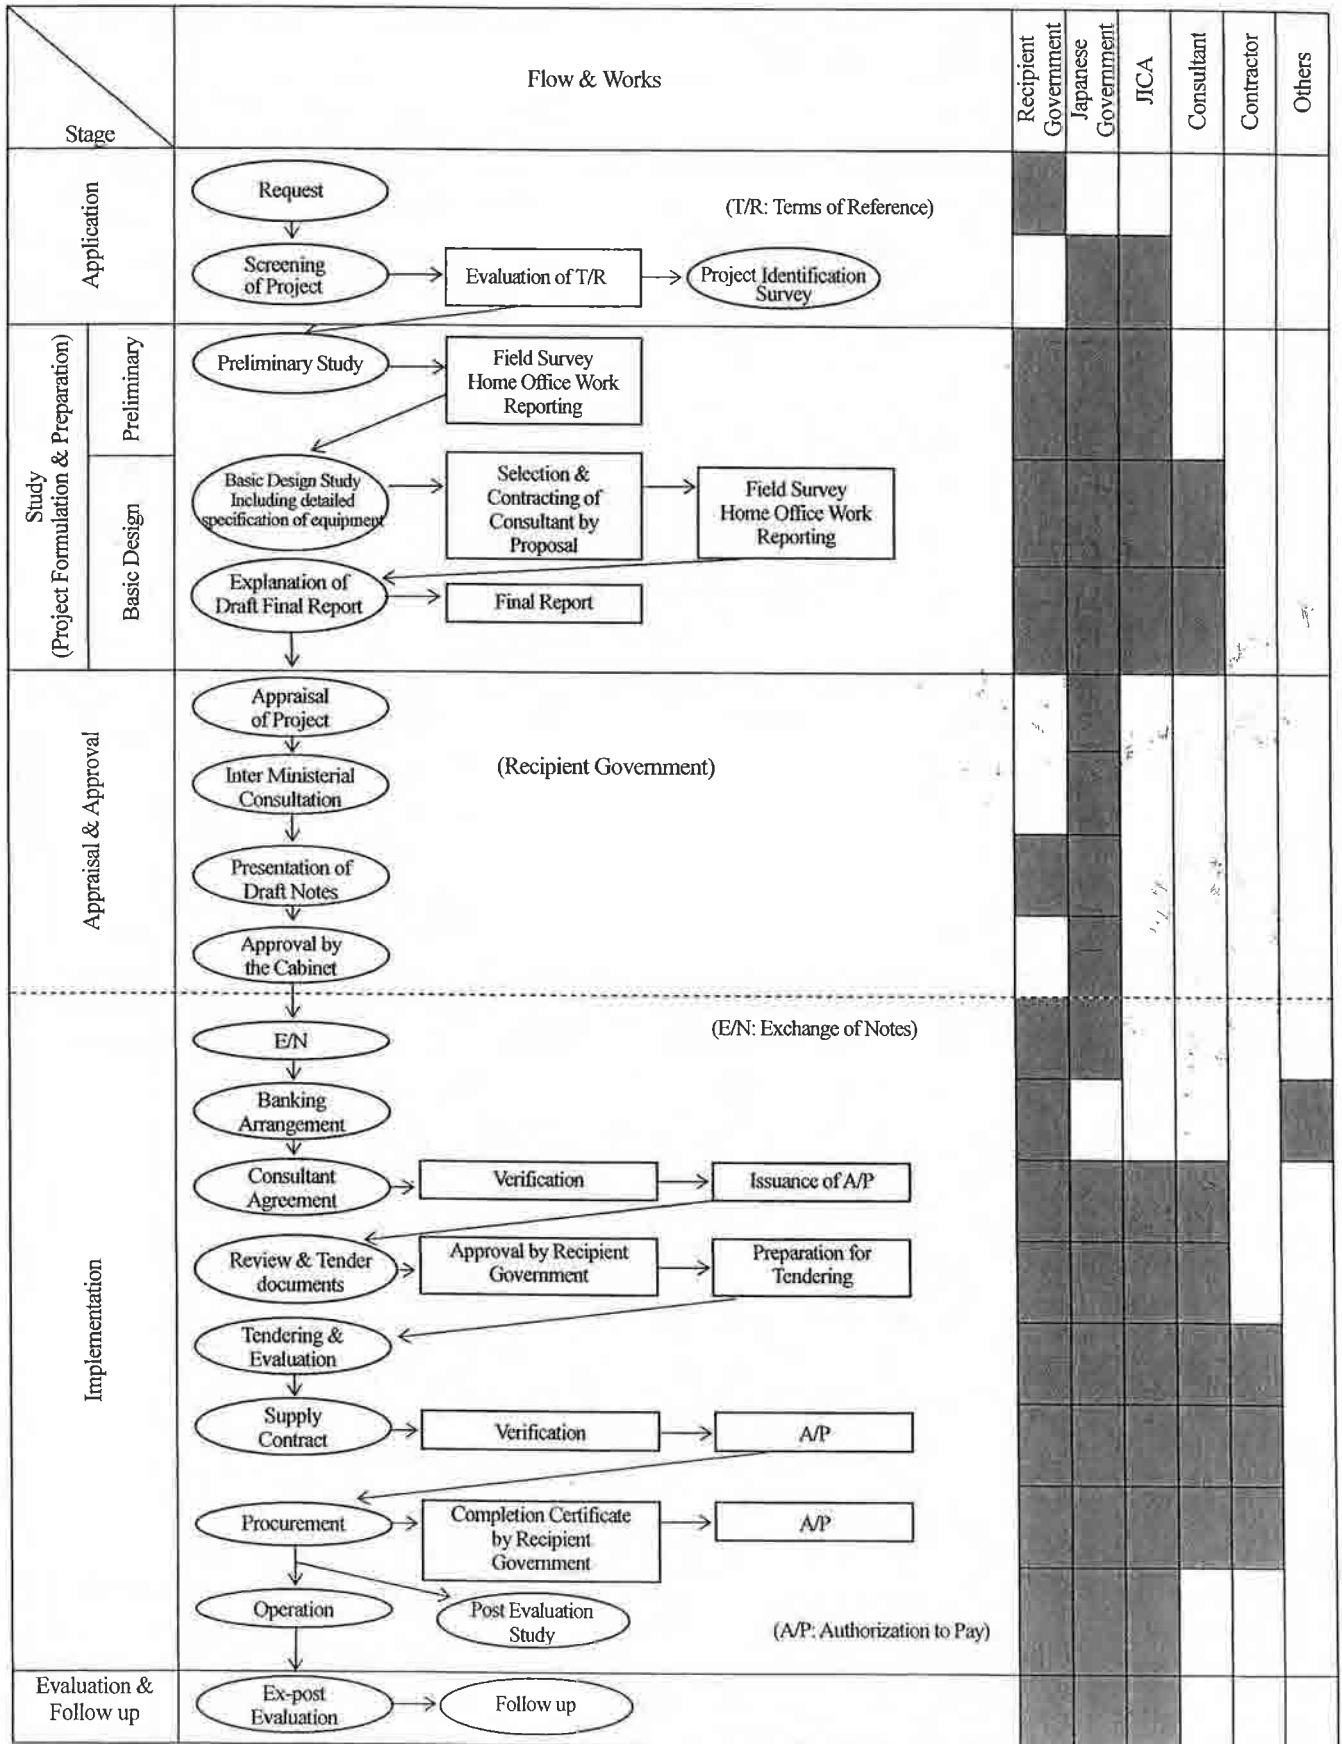 Stage
Flow & Works
Recipient
Government
Japanese
Government
JICA
Consultant
Contractor
Others
Application
Request
(T/R: Terms of Reference)
Screening
of Project
Evaluation of T/R
Project Identification
Survey
Study
(Project Formulation & Preparation)
Preliminary
Preliminary Study
Field Survey
Home Office Work
Reporting
Basic Design
Basic Design Study
Including detailed
specification of equipment
Selection &
Contracting of
Consultant by
Proposal
Field Survey
Home Office Work
Reporting
Explanation of
Draft Final Report
Final Report
Appraisal & Approval
Appraisal
of Project
Inter Ministerial
Consultation
(Recipient Government)
Presentation of
Draft Notes
Approval by
the Cabinet
Implementation
E/N
(E/N: Exchange of Notes)
Banking
Arrangement
Consultant
Agreement
Verification
Issuance of A/P
Review & Tender
documents
Approval by Recipient
Government
Preparation for
Tendering
Tendering &
Evaluation
Supply
Contract
Verification
A/P
Procurement
Completion Certificate
by Recipient
Government
A/P
Operation
Post Evaluation
Study
(A/P: Authorization to Pay)
Evaluation &
Follow up
Ex-post
Evaluation
Follow up